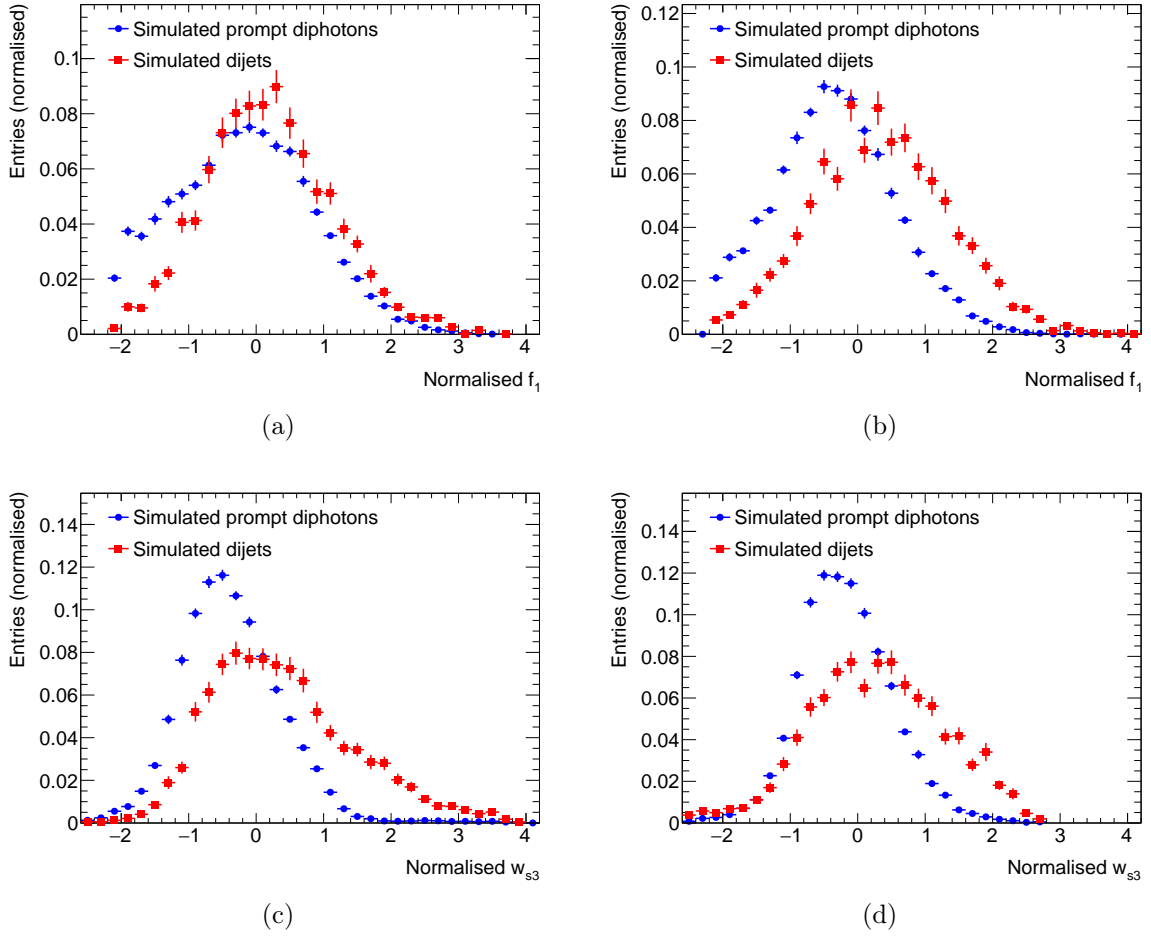 Entries (normalised)
0.1
0.08
0.06
0.04
0.02
0
Simulated prompt diphotons
Simulated dijets
−2 −1 0 1 2 3 4
Normalised f1
(a)
Entries (normalised)
0.12
0.1
0.08
0.06
0.04
0.02
0
Simulated prompt diphotons
Simulated dijets
−2 −1 0 1 2 3 4
Normalised f1
(b)
Entries (normalised)
0.14
0.12
0.1
0.08
0.06
0.04
0.02
0
Simulated prompt diphotons
Simulated dijets
−2 −1 0 1 2 3 4
Normalised ws3
(c)
Entries (normalised)
0.14
0.12
0.1
0.08
0.06
0.04
0.02
0
Simulated prompt diphotons
Simulated dijets
−2 −1 0 1 2 3 4
Normalised ws3
(d)